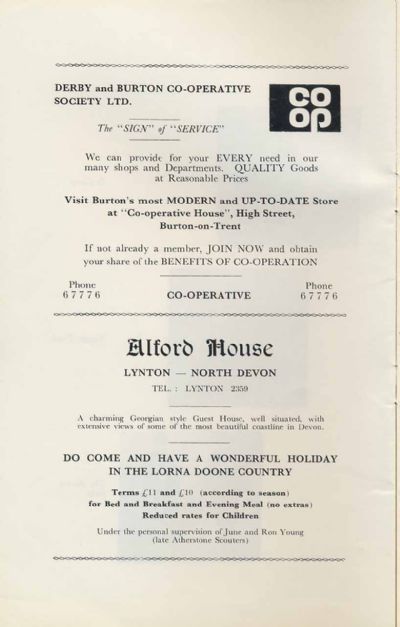 DERBY and BURTON CO-OPERATIVE
SOCIETY LTD.
CO
OP
The "SIGN" of "SERVICE"
We can provide for your EVERY need in our
many shops and Departments. QUALITY Goods
at Reasonable Prices
Visit Burton's most MODERN and UP-TO-DATE Store
at "Co-operative House", High Street,
Burton-on-Trent
If not already a member, JOIN NOW and obtain
your share of the BENEFITS OF CO-OPERATION
Phone
67776
CO-OPERATIVE
Phone
67776
Alford House
LYNTON — NORTH DEVON
TEL. : LYNTON 2359
A charming Georgian style Guest House, well situated, with
extensive views of some of the most beautiful coastline in Devon.
DO COME AND HAVE A WONDERFUL HOLIDAY
IN THE LORNA DOONE COUNTRY
Terms £11 and £10 (according to season)
for Bed and Breakfast and Evening Meal (no extras)
Reduced rates for Children
Under the personal supervision of June and Ron Young
(late Atherstone Scouters)